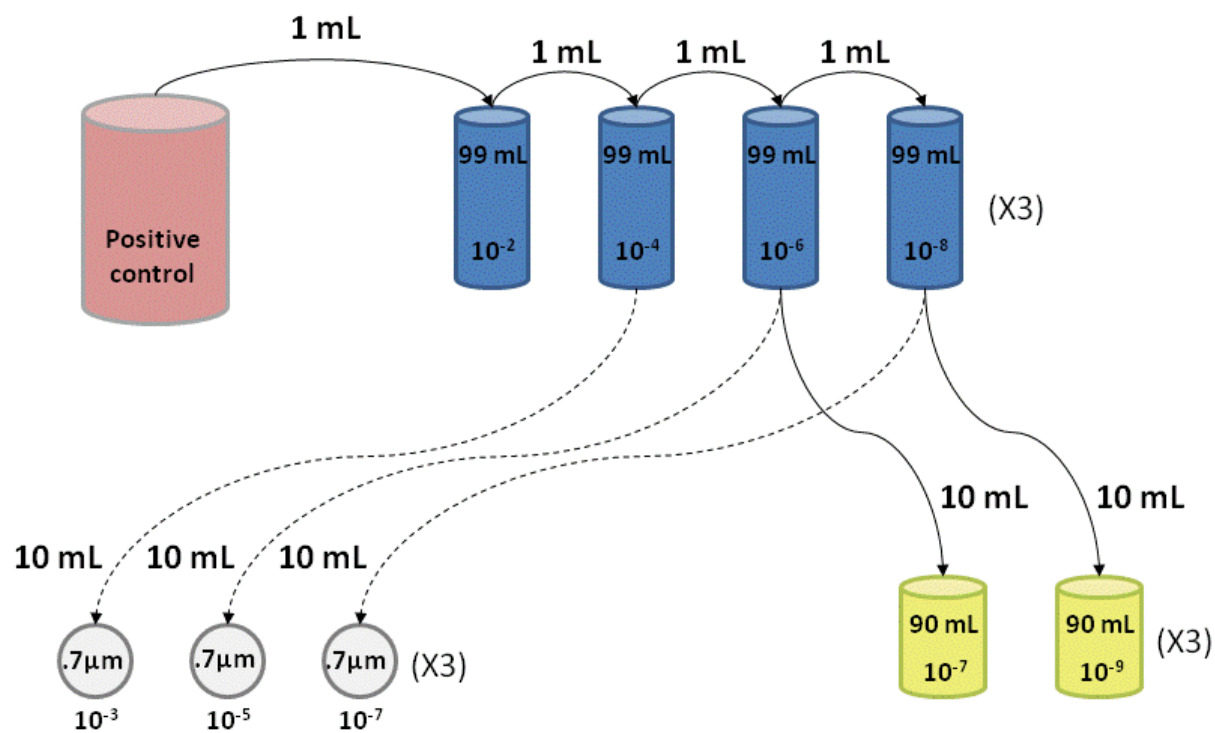 1 mL
1 mL
1 mL
1 mL
99 mL
99 mL
99 mL
99 mL
(X3)
Positive
control
10⁻²
10⁻⁴
10⁻⁶
10⁻⁸
10 mL
10 mL
10 mL
10 mL
10 mL
.7µm
.7µm
.7µm
(X3)
10⁻³
10⁻⁵
10⁻⁷
90 mL
90 mL
(X3)
10⁻⁷
10⁻⁹